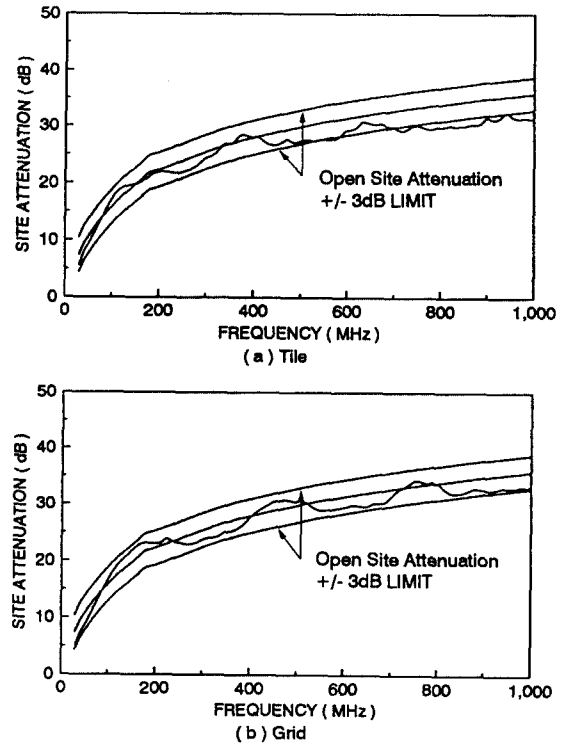 50
40
30
20
10
0
SITE ATTENUATION ( dB )
Open Site Attenuation
+/- 3dB LIMIT
0 200 400 600 800 1,000
FREQUENCY ( MHz )
( a ) Tile
50
40
30
20
10
0
SITE ATTENUATION ( dB )
Open Site Attenuation
+/- 3dB LIMIT
0 200 400 600 800 1,000
FREQUENCY ( MHz )
( b ) Grid